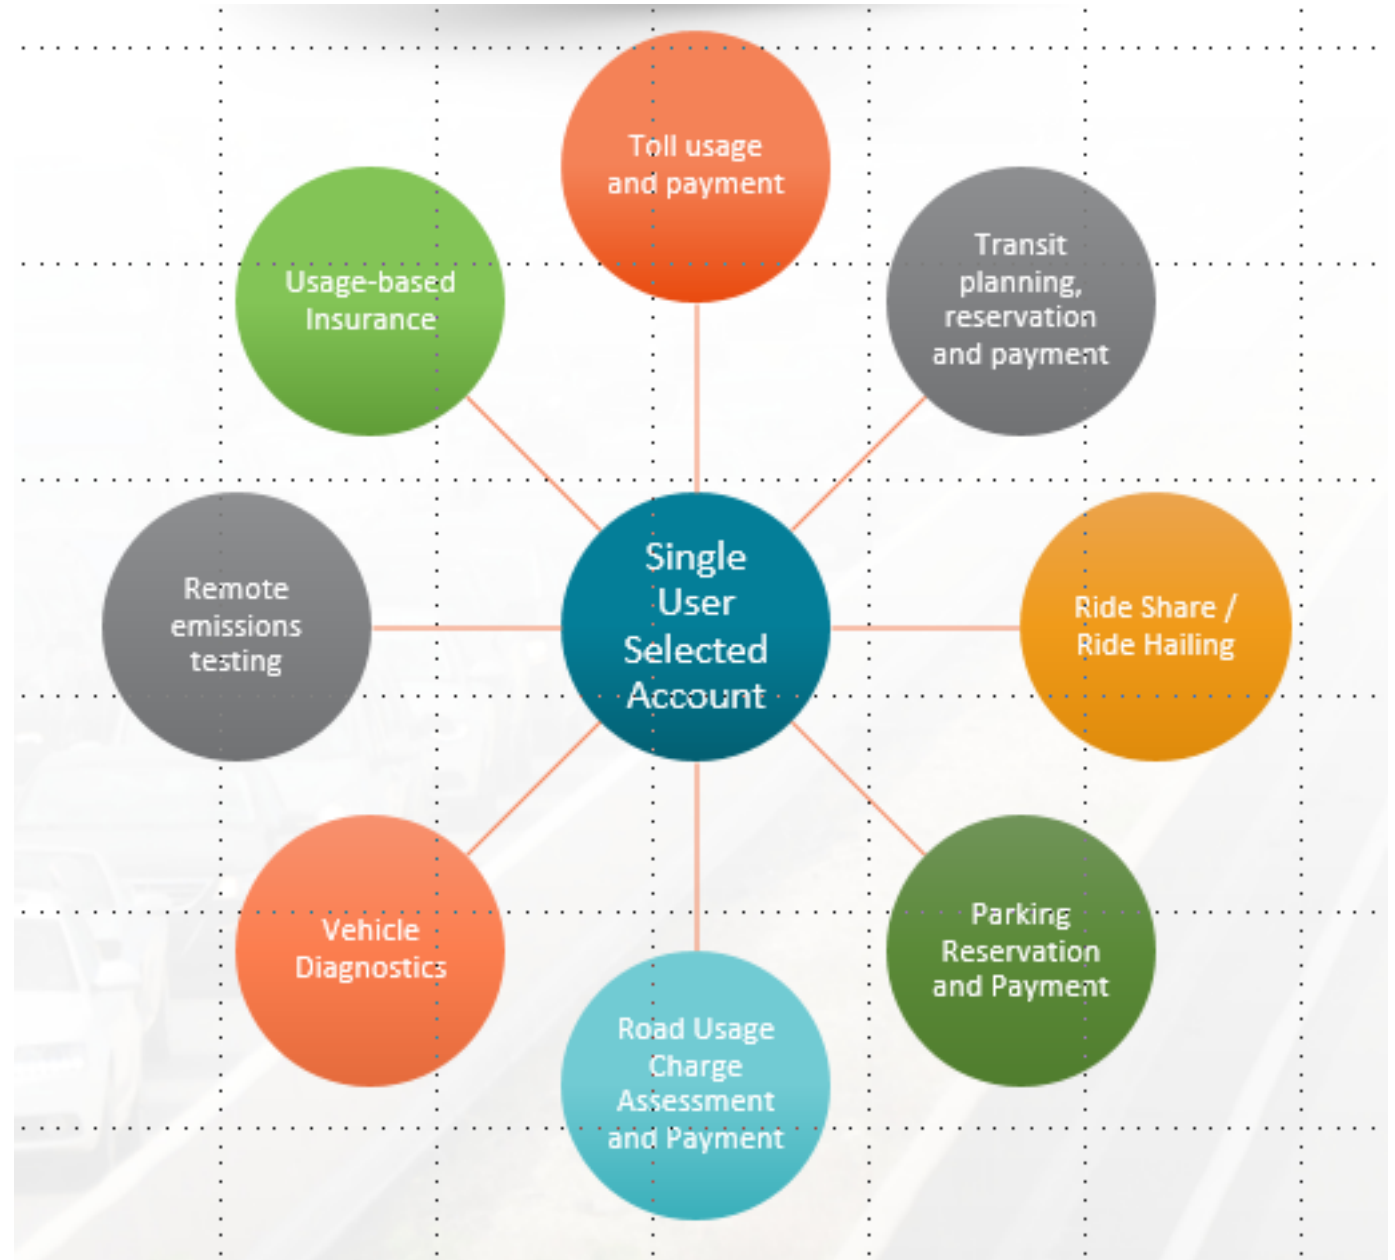 Toll usage
and payment
Transit
planning,
reservation
and payment
Usage-based
Insurance
Single
User
Selected
Account
Remote
emissions
testing
Ride Share /
Ride Hailing
Vehicle
Diagnostics
Parking
Reservation
and Payment
Road Usage
Charge
Assessment
and Payment